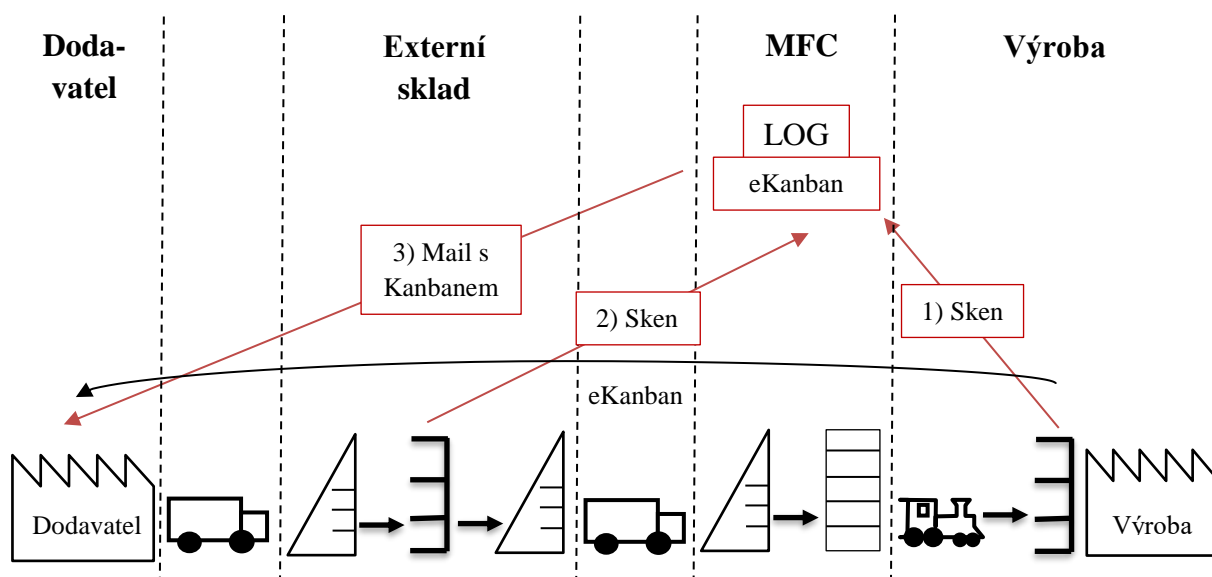 Doda-
vatel
Externí
sklad
MFC
Výroba
LOG
eKanban
3) Mail s
Kanbanem
2) Sken
1) Sken
eKanban
Dodavatel
Výroba